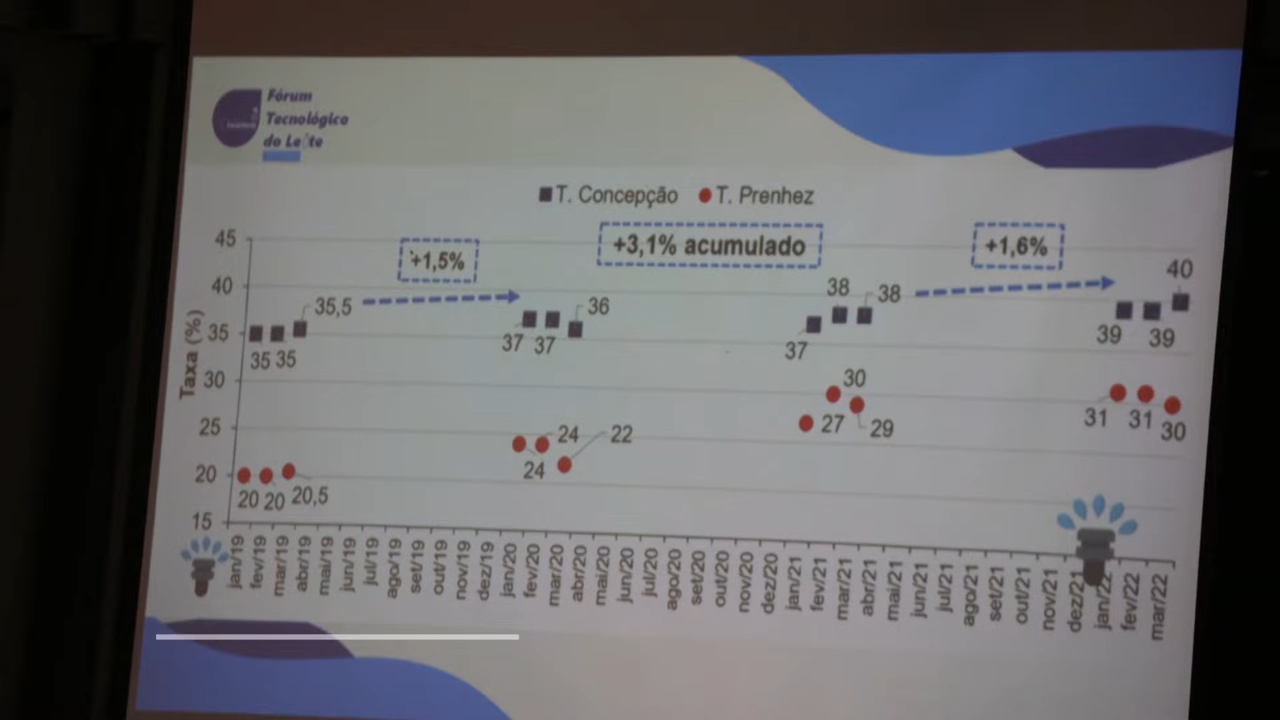 Fórum
Tecnológico
do Leite
T. Concepção T. Prenhez
+1,5%
+3,1% acumulado
+1,6%
Taxa (%)
45
40
35
30
25
20
15
35 35 35,5
37 37 36
37 38 38
39 39 40
20 20 20,5
24 24 22
27 30 29
31 31 30
jan/19 fev/19 mar/19 abr/19 mai/19 jun/19 jul/19 ago/19 set/19 out/19 nov/19 dez/19 jan/20 fev/20 mar/20 abr/20 mai/20 jun/20 jul/20 ago/20 set/20 out/20 nov/20 dez/20 jan/21 fev/21 mar/21 abr/21 mai/21 jun/21 jul/21 ago/21 set/21 out/21 nov/21 dez/21 jan/22 fev/22 mar/22